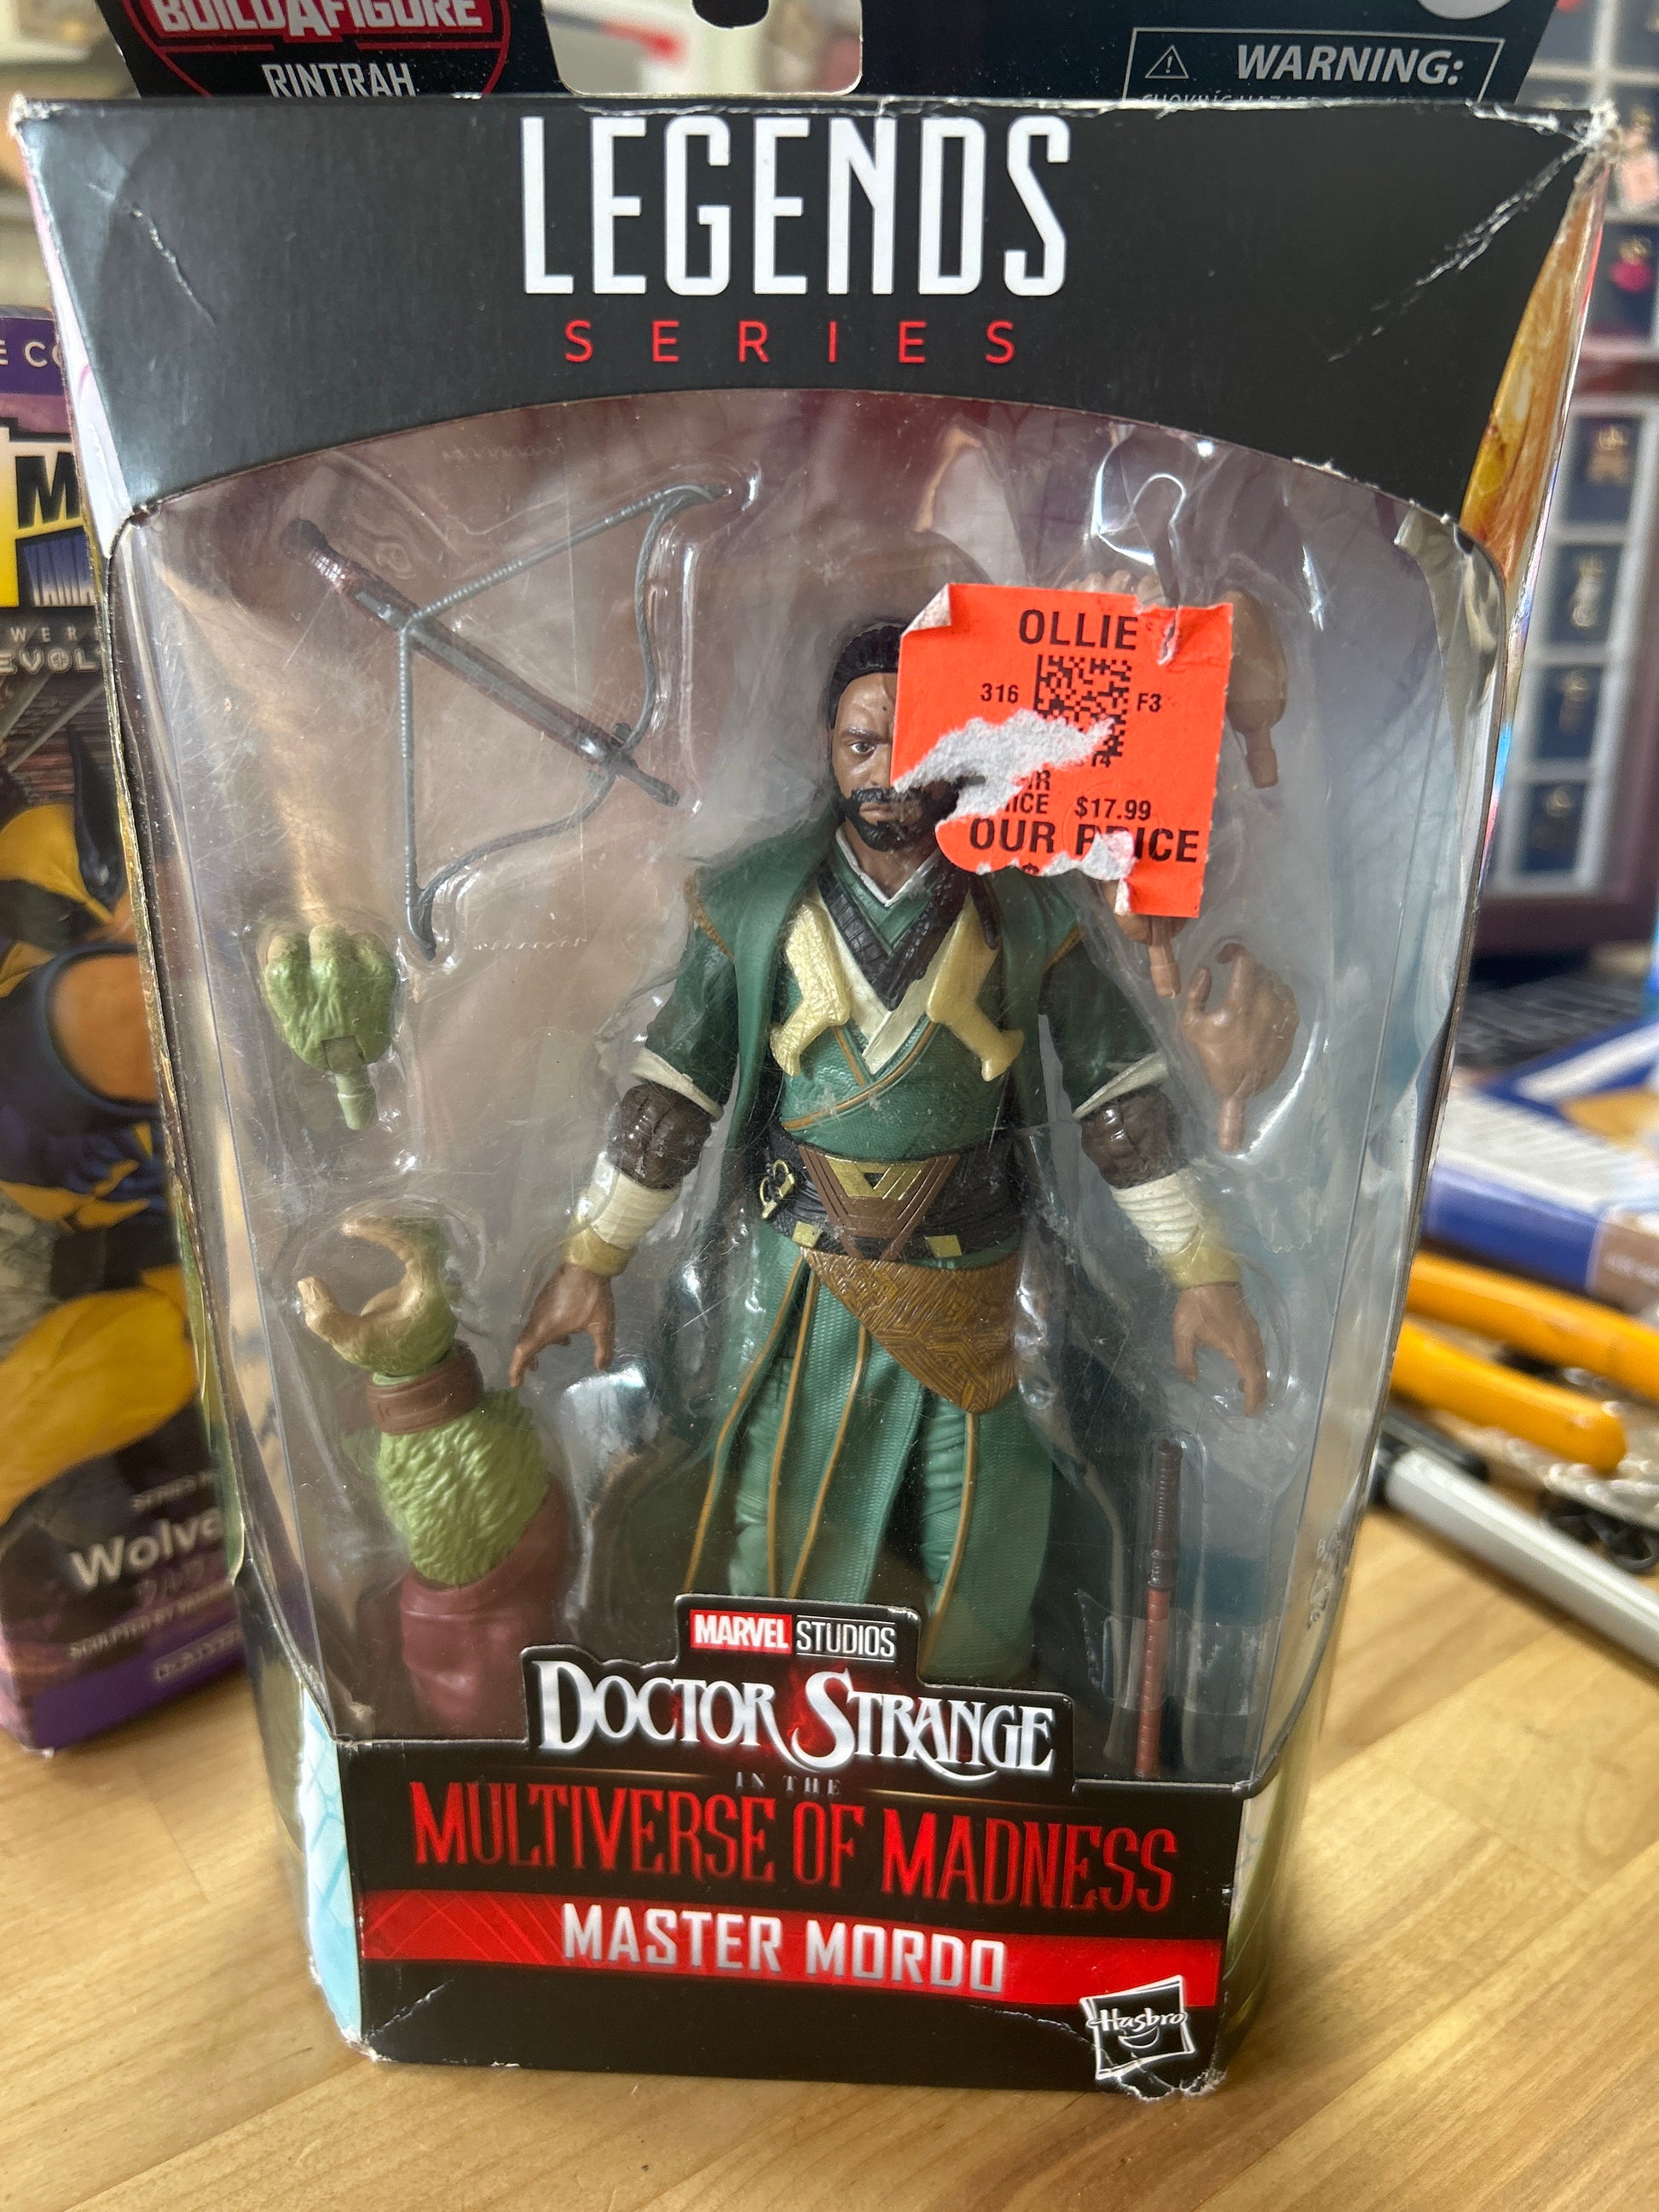 BUILDAFIGURE
RINTRAH
WARNING:
LEGENDS
SERIES
OLLIE
316
F3
$17.99
OUR PRICE
MARVEL STUDIOS
DOCTOR STRANGE
IN THE
MULTIVERSE OF MADNESS
MASTER MORDO
Hasbro